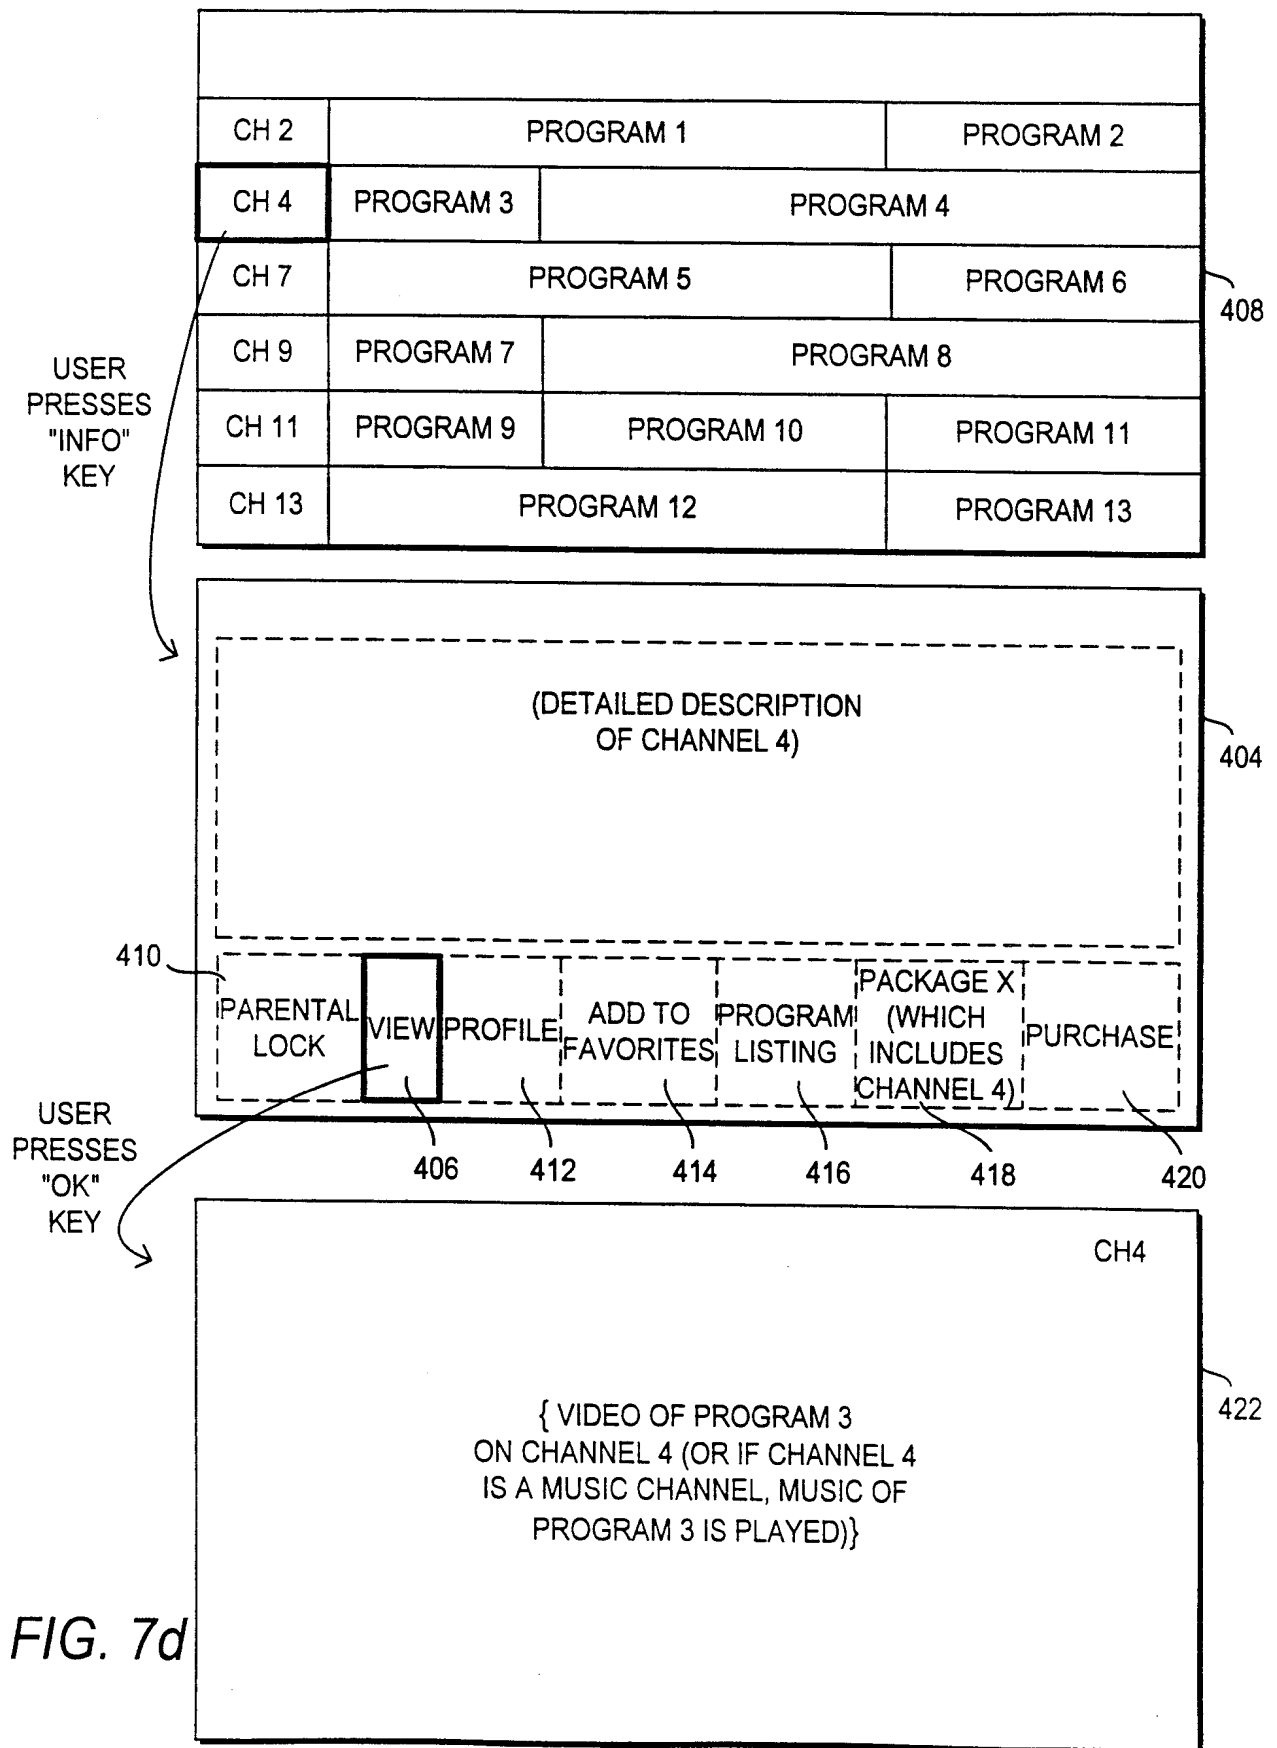 CH 2 PROGRAM 1 PROGRAM 2
CH 4 PROGRAM 3 PROGRAM 4
CH 7 PROGRAM 5 PROGRAM 6
408
CH 9 PROGRAM 7 PROGRAM 8
CH 11 PROGRAM 9 PROGRAM 10 PROGRAM 11
CH 13 PROGRAM 12 PROGRAM 13
USER
PRESSES
"INFO"
KEY
(DETAILED DESCRIPTION
OF CHANNEL 4)
404
410
PARENTAL
LOCK
VIEW
PROFILE
ADD TO
FAVORITES
PROGRAM
LISTING
PACKAGE X
(WHICH
INCLUDES
CHANNEL 4)
PURCHASE
406 412 414 416 418 420
USER
PRESSES
"OK"
KEY
CH4
{ VIDEO OF PROGRAM 3
ON CHANNEL 4 (OR IF CHANNEL 4
IS A MUSIC CHANNEL, MUSIC OF
PROGRAM 3 IS PLAYED)}
422
FIG. 7d